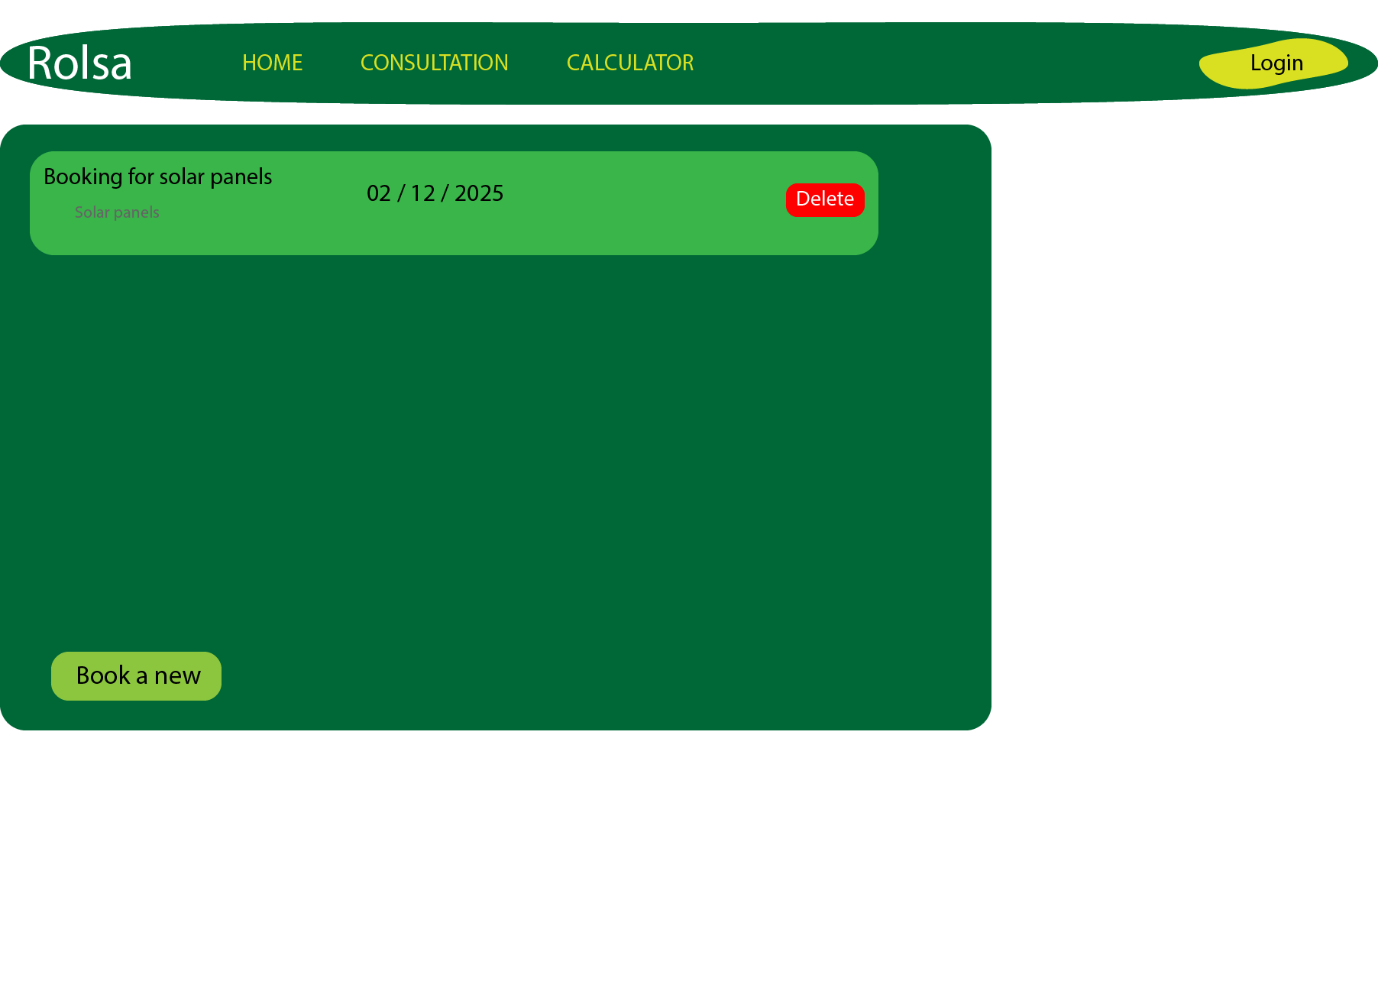 Rolsa HOME CONSULTATION CALCULATOR Login
Booking for solar panels
02 / 12 / 2025
Delete
Solar panels
Book a new